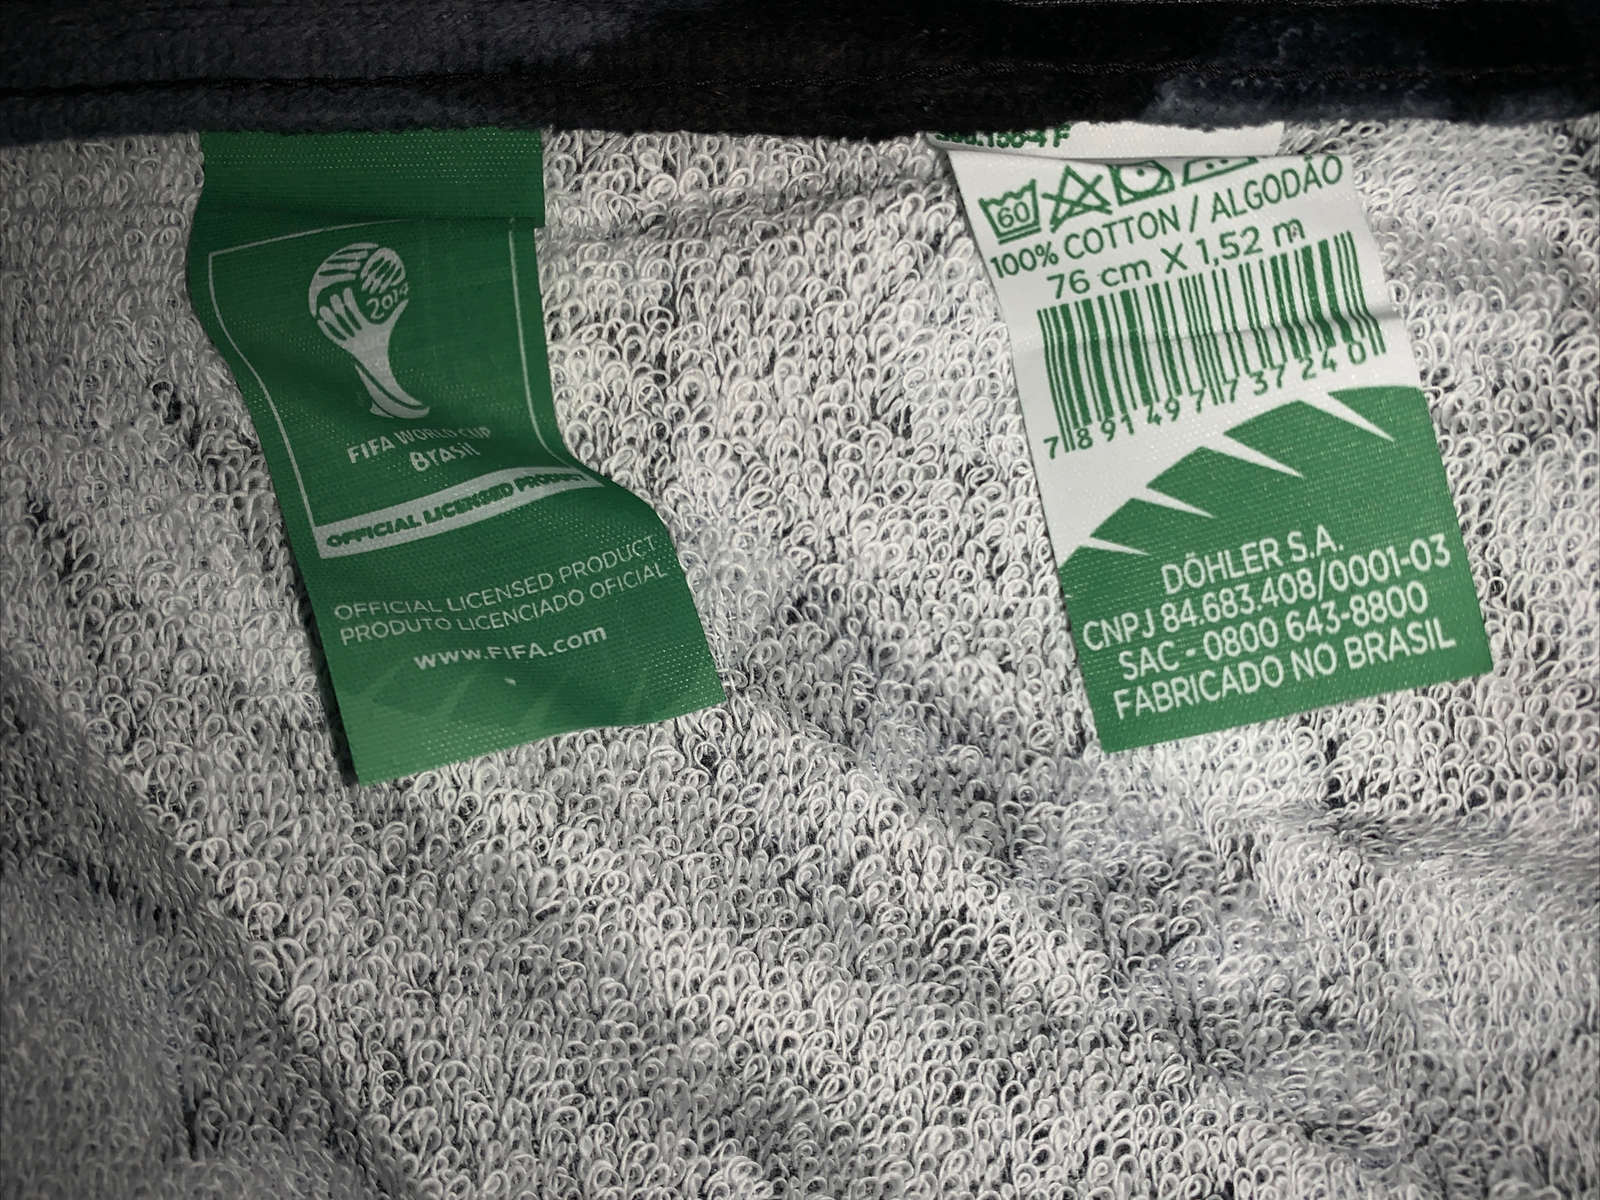 2014
FIFA WORLD CUP
Brasil
OFFICIAL LICENSED PRODUCT
OFFICIAL LICENSED PRODUCT
PRODUTO LICENCIADO OFICIAL
www.FIFA.com
60
100% COTTON / ALGODÃO
76 cm X 1,52 m
7 891497 737240
DÖHLER S.A.
CNPJ 84.683.408/0001-03
SAC - 0800 643-8800
FABRICADO NO BRASIL